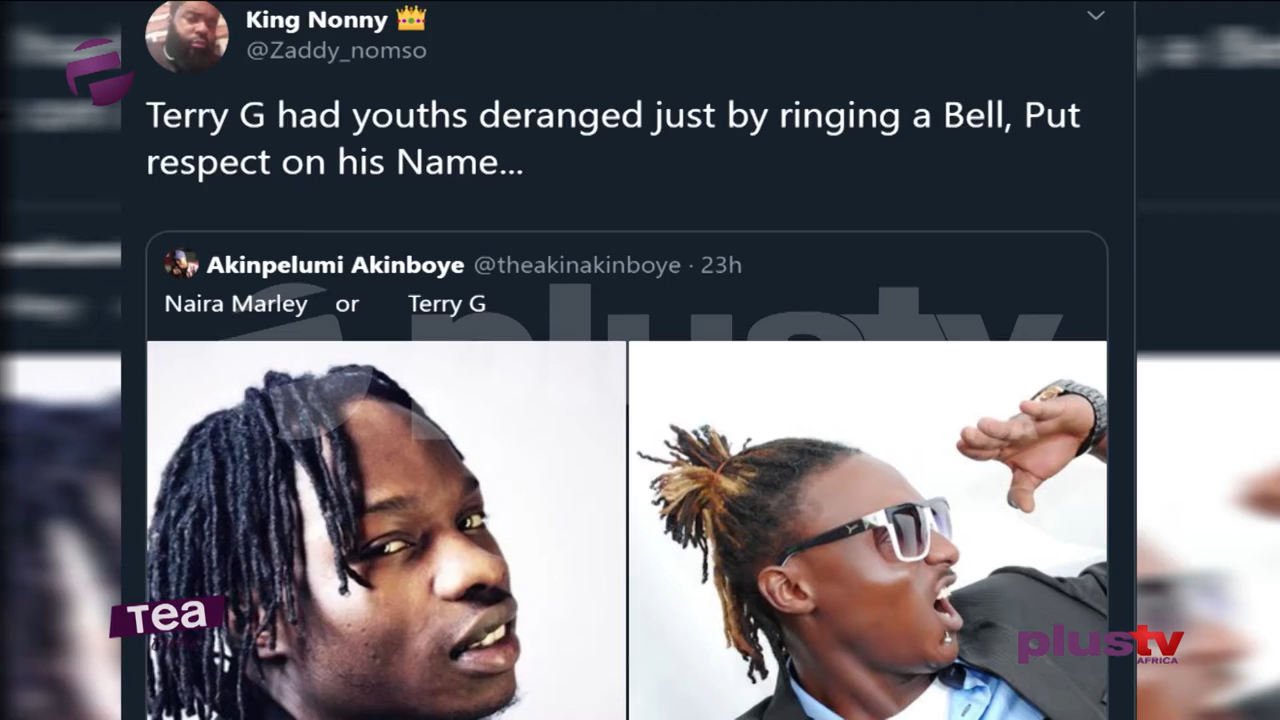 King Nonny
@Zaddy_nomso
Terry G had youths deranged just by ringing a Bell, Put
respect on his Name...
Akinpelumi Akinboye @theakinakinboye · 23h
Naira Marley or Terry G
plustv
Tea
plustv
AFRICA